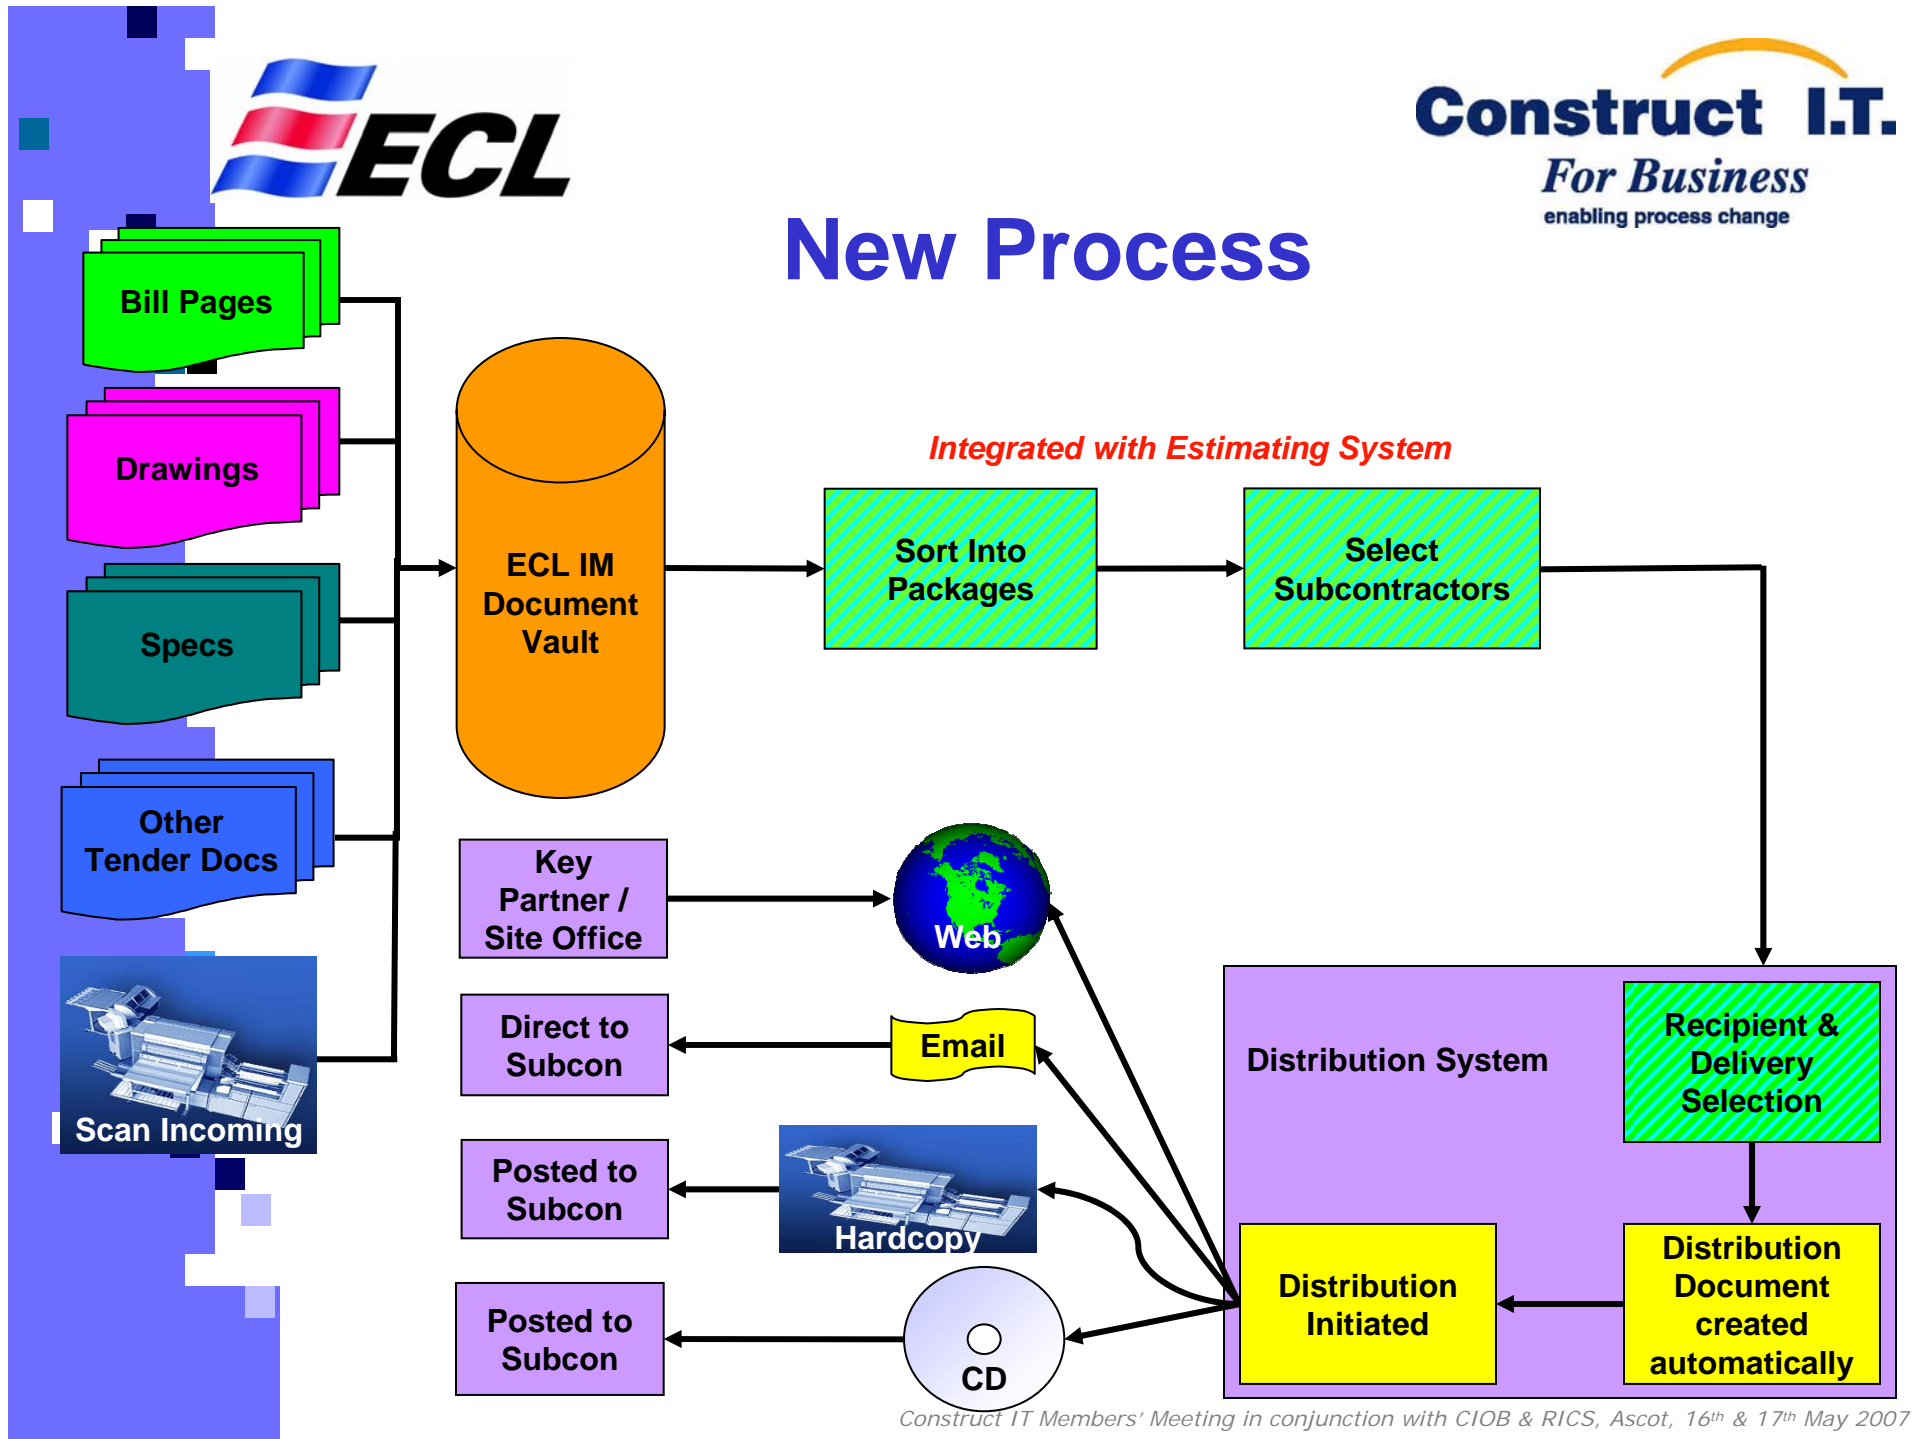 ECL
Construct I.T.
For Business
enabling process change
New Process
Bill Pages
Drawings
Specs
Other
Tender Docs
Scan Incoming
ECL IM
Document
Vault
Integrated with Estimating System
Sort Into
Packages
Select
Subcontractors
Key
Partner /
Site Office
Web
Direct to
Subcon
Email
Posted to
Subcon
Hardcopy
Posted to
Subcon
CD
Distribution System
Recipient &
Delivery
Selection
Distribution
Initiated
Distribution
Document
created
automatically
Construct IT Members' Meeting in conjunction with CIOB & RICS, Ascot, 16th & 17th May 2007